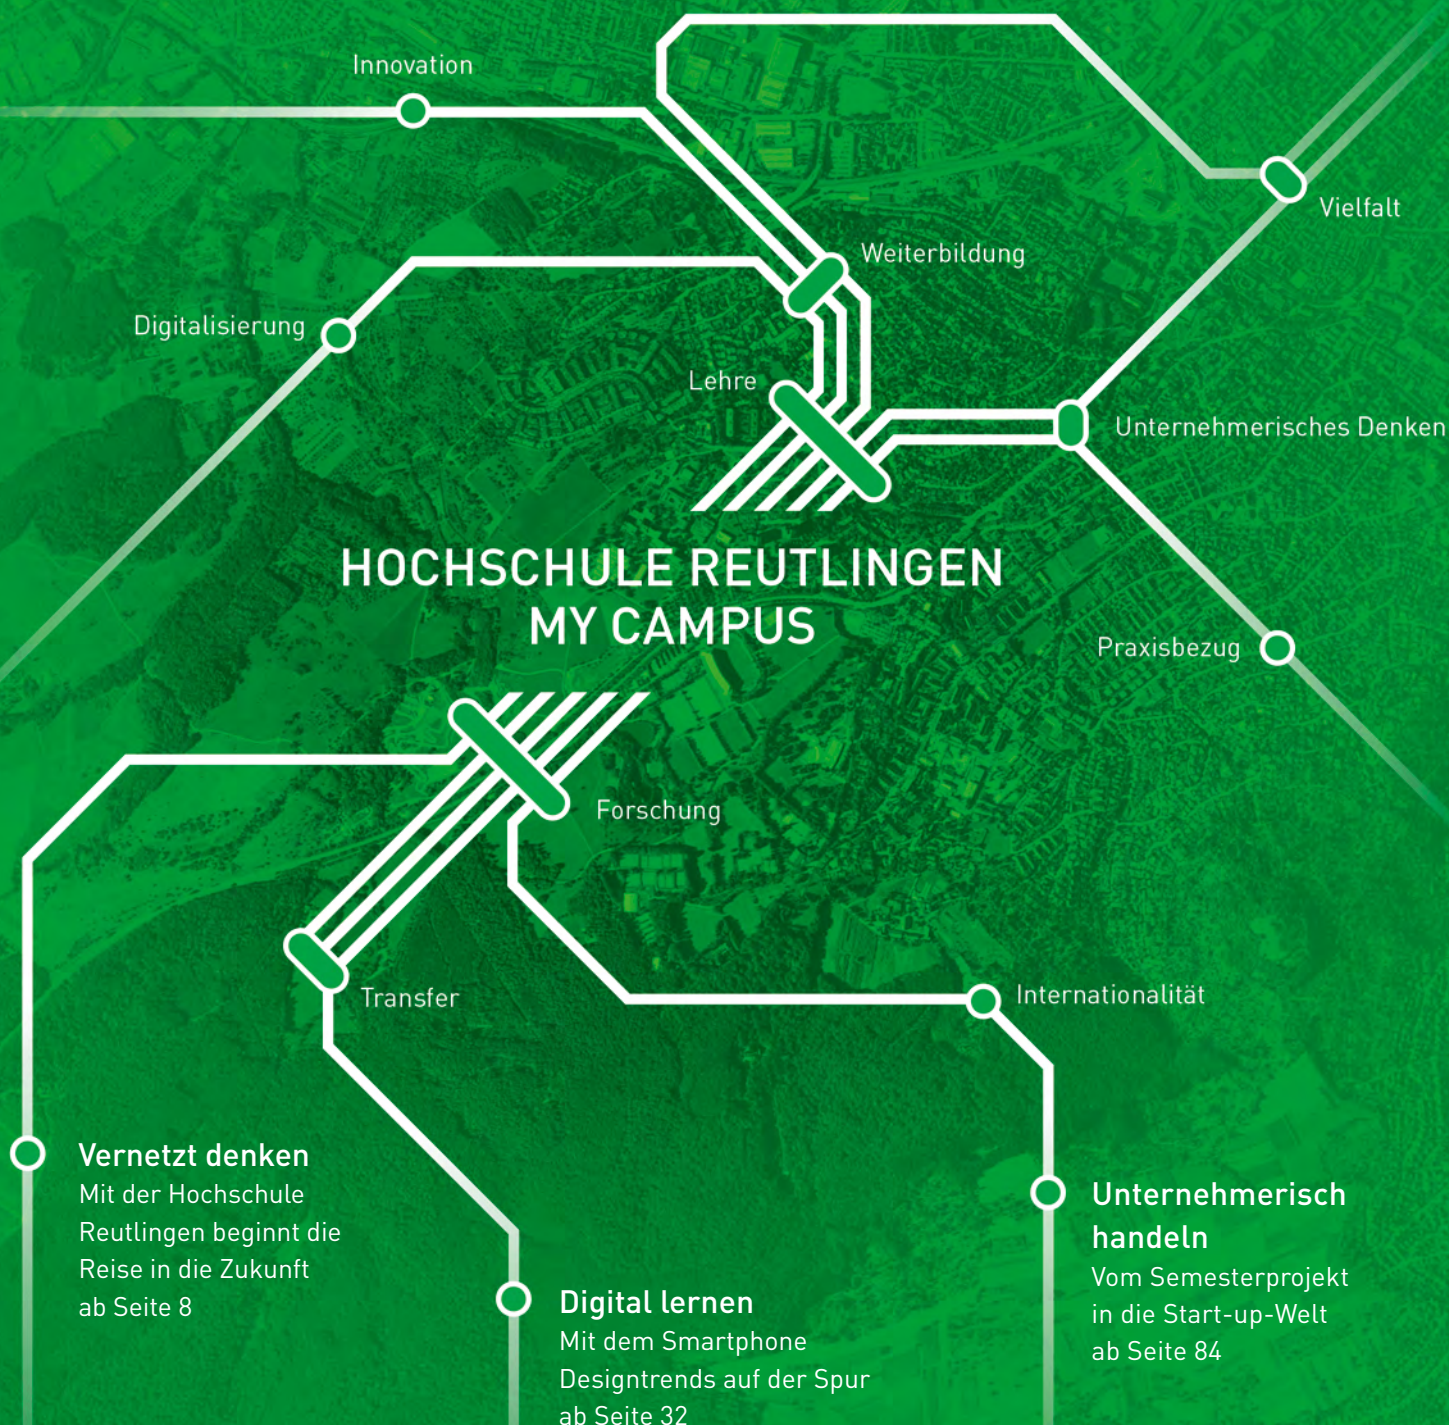 Innovation
Vielfalt
Weiterbildung
Digitalisierung
Lehre
Unternehmerisches Denken
HOCHSCHULE REUTLINGEN
MY CAMPUS
Praxisbezug
Forschung
Transfer
Internationalität
Vernetzt denken
Mit der Hochschule
Reutlingen beginnt die
Reise in die Zukunft
ab Seite 8
Digital lernen
Mit dem Smartphone
Designtrends auf der Spur
ab Seite 32
Unternehmerisch
handeln
Vom Semesterprojekt
in die Start-up-Welt
ab Seite 84